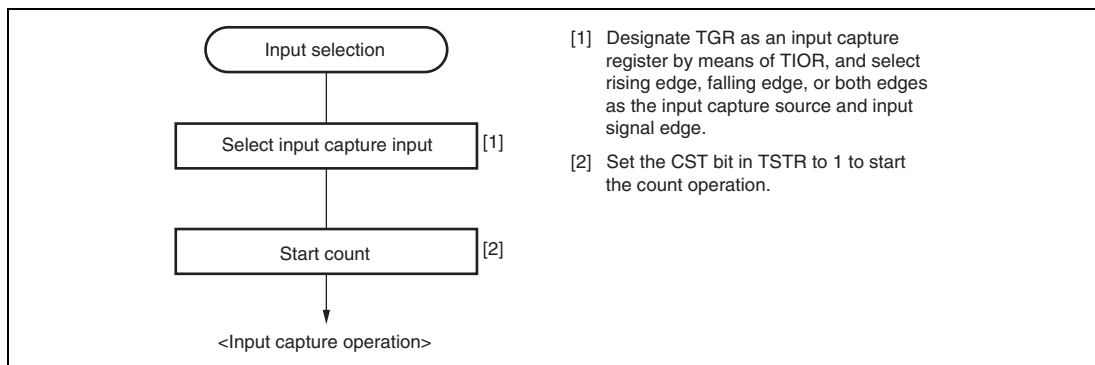 Input selection
Select input capture input
[1]
Start count
[2]
<Input capture operation>
[1] Designate TGR as an input capture
register by means of TIOR, and select
rising edge, falling edge, or both edges
as the input capture source and input
signal edge.
[2] Set the CST bit in TSTR to 1 to start
the count operation.